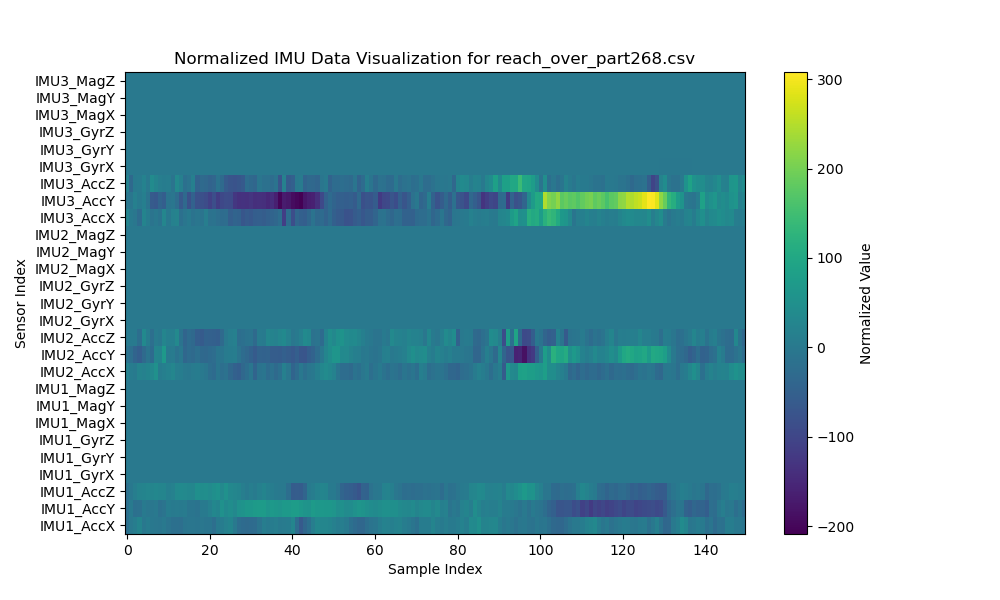 Normalized IMU Data Visualization for reach_over_part268.csv
Sensor Index
IMU3_MagZ
IMU3_MagY
IMU3_MagX
IMU3_GyrZ
IMU3_GyrY
IMU3_GyrX
IMU3_AccZ
IMU3_AccY
IMU3_AccX
IMU2_MagZ
IMU2_MagY
IMU2_MagX
IMU2_GyrZ
IMU2_GyrY
IMU2_GyrX
IMU2_AccZ
IMU2_AccY
IMU2_AccX
IMU1_MagZ
IMU1_MagY
IMU1_MagX
IMU1_GyrZ
IMU1_GyrY
IMU1_GyrX
IMU1_AccZ
IMU1_AccY
IMU1_AccX
0 20 40 60 80 100 120 140
Sample Index
300
200
100
0
−100
−200
Normalized Value